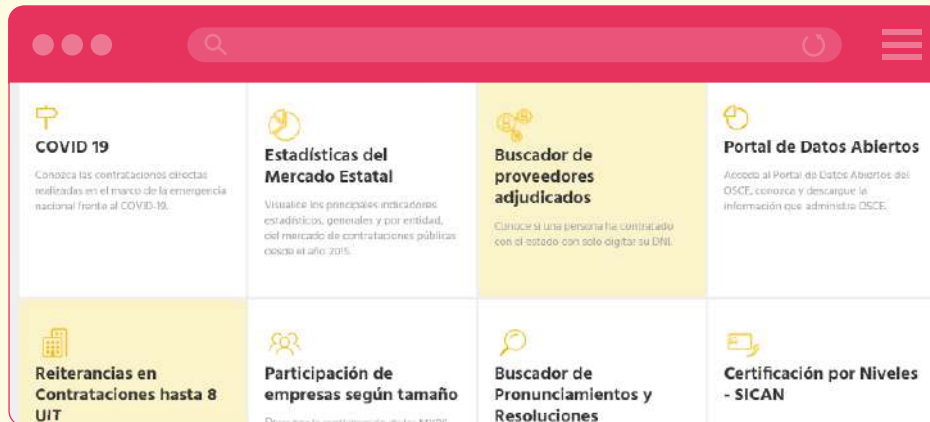 COVID 19
Conozca las contrataciones directas
realizadas en el marco de la emergencia
nacional frente al COVID-19.
Estadísticas del
Mercado Estatal
Visualice los principales indicadores
estadísticos, generales y por entidad,
del mercado de contrataciones públicas
desde el año 2015.
Buscador de
proveedores
adjudicados
Conoce si una persona ha contratado
con el estado con solo digitar su DNI.
Portal de Datos Abiertos
Acceda al Portal de Datos Abiertos del
OSCE, conozca y descargue la
información que administra OSCE.
Reiterancias en
Contrataciones hasta 8
UIT
Participación de
empresas según tamaño
Buscador de
Pronunciamientos y
Resoluciones
Certificación por Niveles
- SICAN